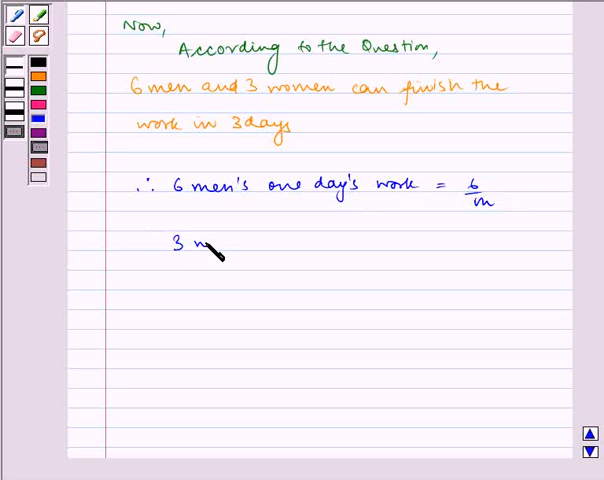 Now,
According to the Question,
6 men and 3 women can finish the
work in 3 days
∴ 6 men's one day's work = 6/m
3